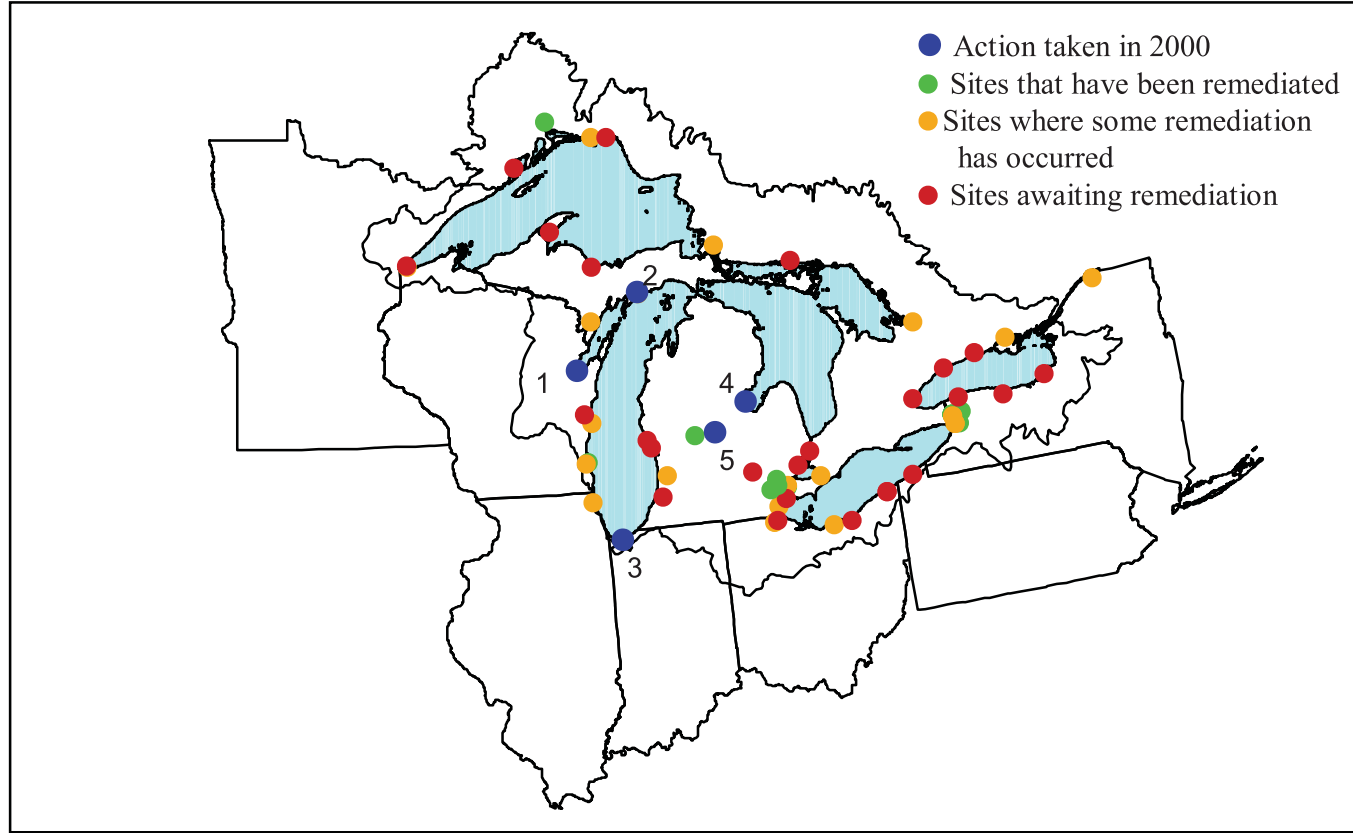 Action taken in 2000
Sites that have been remediated
Sites where some remediation
has occurred
Sites awaiting remediation
2
1
4
5
3